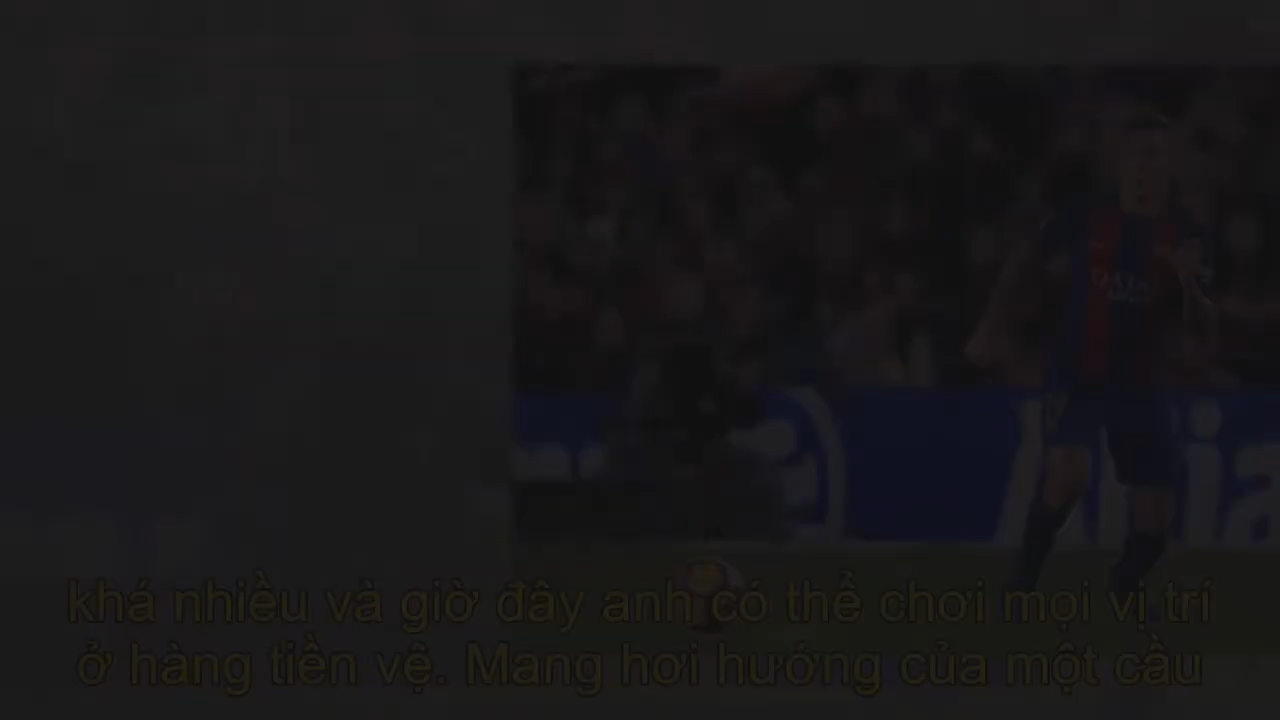 khá nhiều và giờ đây anh có thể chơi mọi vị trí
ở hàng tiền vệ. Mang hơi hướng của một cầu